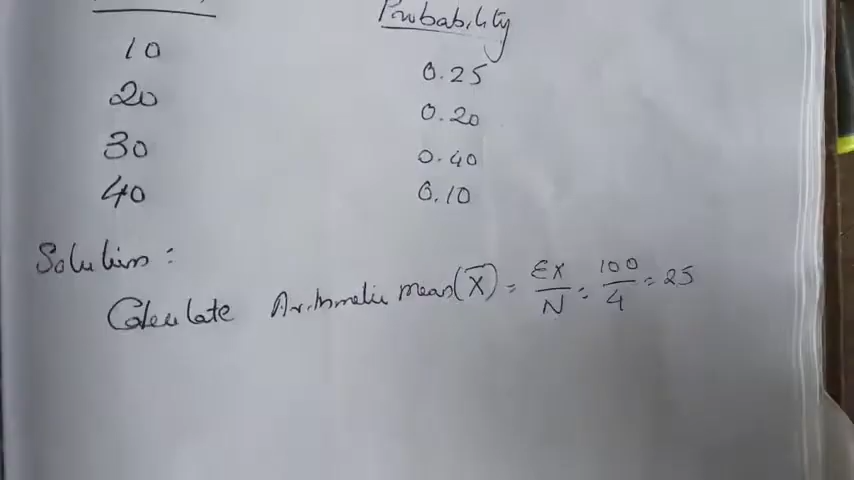 Probability
10 0.25
20 0.20
30 0.40
40 0.10
Solution:
Calculate Arithmetic mean (X̅) = ΣX/N = 100/4 = 25